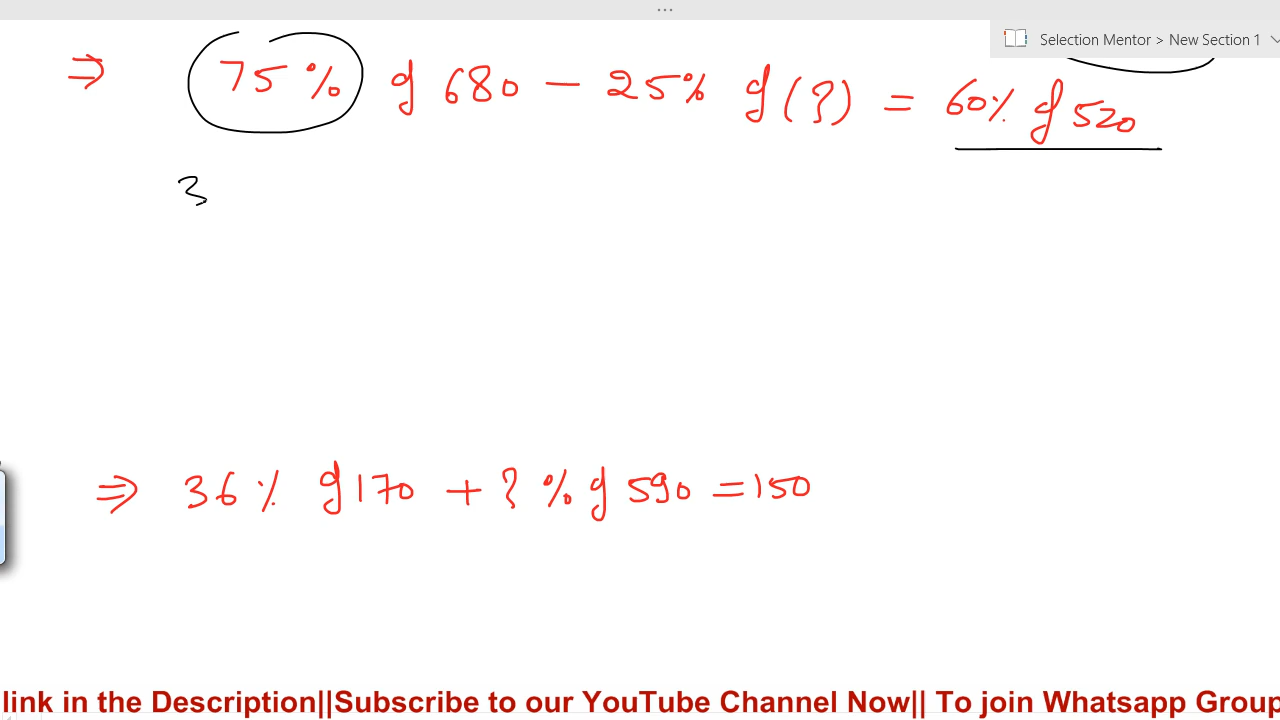 ...
Selection Mentor > New Section 1
⇒ 75% of 680 − 25% of (?) = 60% of 520
3
⇒ 36% of 170 + ?% of 590 = 150
link in the Description||Subscribe to our YouTube Channel Now|| To join Whatsapp Group